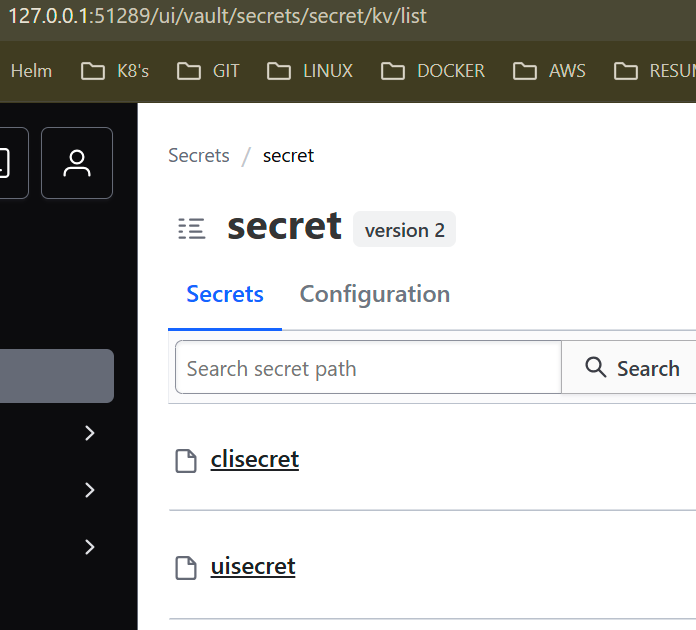 127.0.0.1:51289/ui/vault/secrets/secret/kv/list
Helm K8's GIT LINUX DOCKER AWS RESUM
Secrets / secret
secret version 2
Secrets Configuration
Search secret path Search
clisecret
uisecret